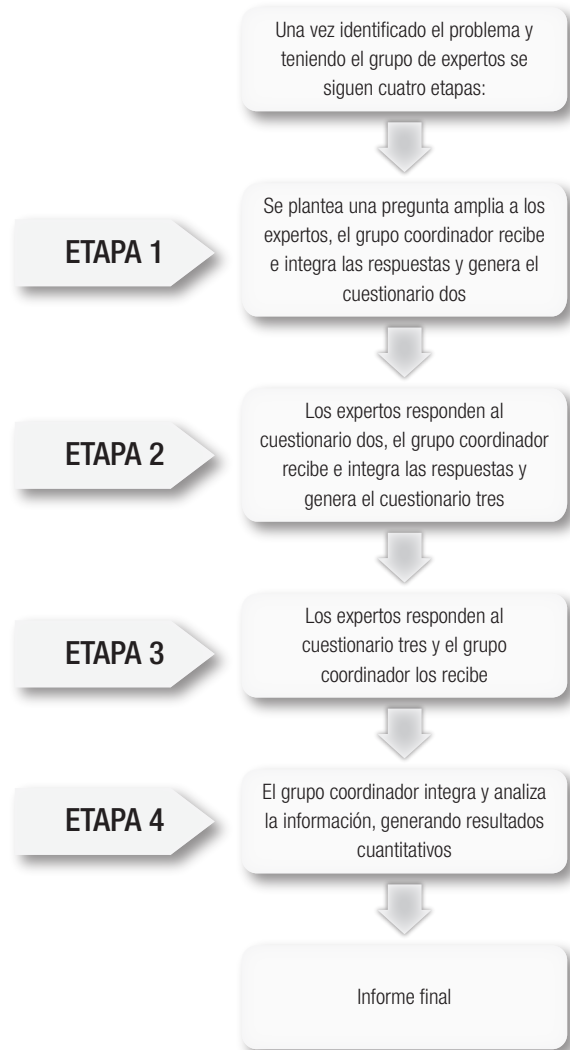 Una vez identificado el problema y
teniendo el grupo de expertos se
siguen cuatro etapas:
ETAPA 1
Se plantea una pregunta amplia a los
expertos, el grupo coordinador recibe
e integra las respuestas y genera el
cuestionario dos
ETAPA 2
Los expertos responden al
cuestionario dos, el grupo coordinador
recibe e integra las respuestas y
genera el cuestionario tres
ETAPA 3
Los expertos responden al
cuestionario tres y el grupo
coordinador los recibe
ETAPA 4
El grupo coordinador integra y analiza
la información, generando resultados
cuantitativos
Informe final